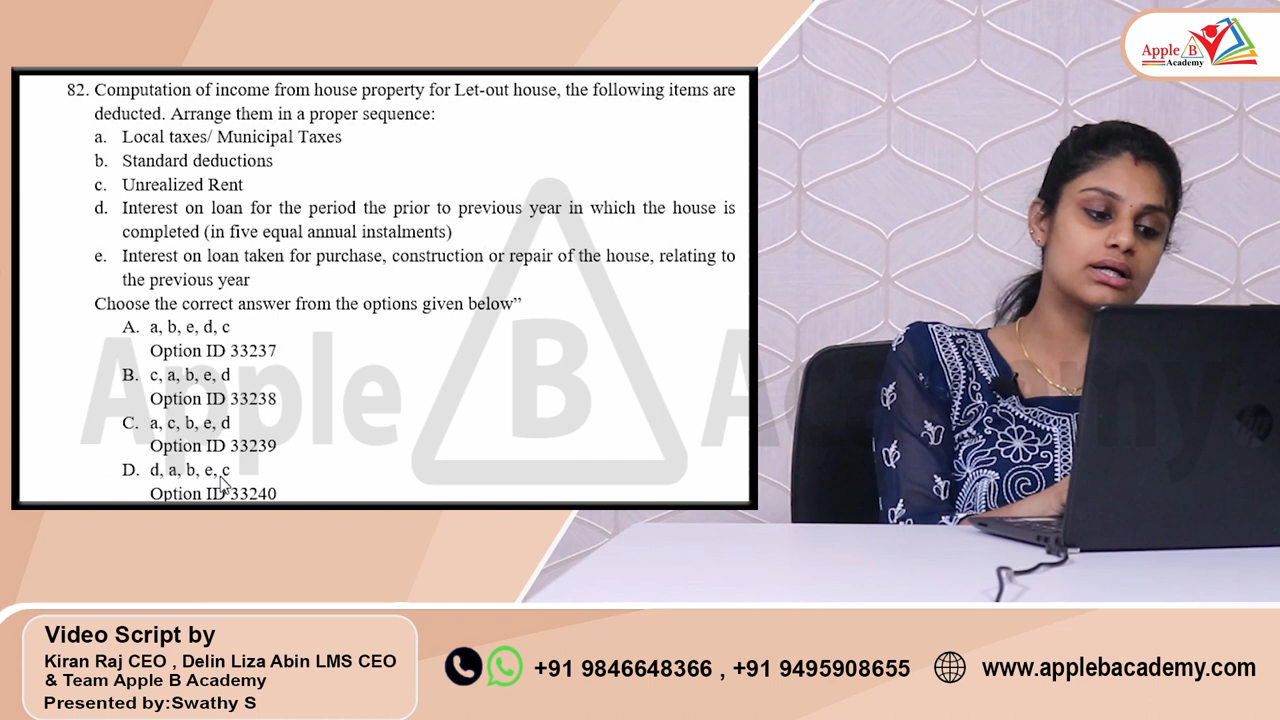 Apple B
Academy
82. Computation of income from house property for Let-out house, the following items are
deducted. Arrange them in a proper sequence:
a. Local taxes/ Municipal Taxes
b. Standard deductions
c. Unrealized Rent
d. Interest on loan for the period the prior to previous year in which the house is
completed (in five equal annual instalments)
e. Interest on loan taken for purchase, construction or repair of the house, relating to
the previous year
Choose the correct answer from the options given below”
A. a, b, e, d, c
Option ID 33237
B. c, a, b, e, d
Option ID 33238
C. a, c, b, e, d
Option ID 33239
D. d, a, b, e, c
Option ID 33240
Apple B Academy
Video Script by
Kiran Raj CEO , Delin Liza Abin LMS CEO
& Team Apple B Academy
Presented by:Swathy S
+91 9846648366 , +91 9495908655
www.applebacademy.com